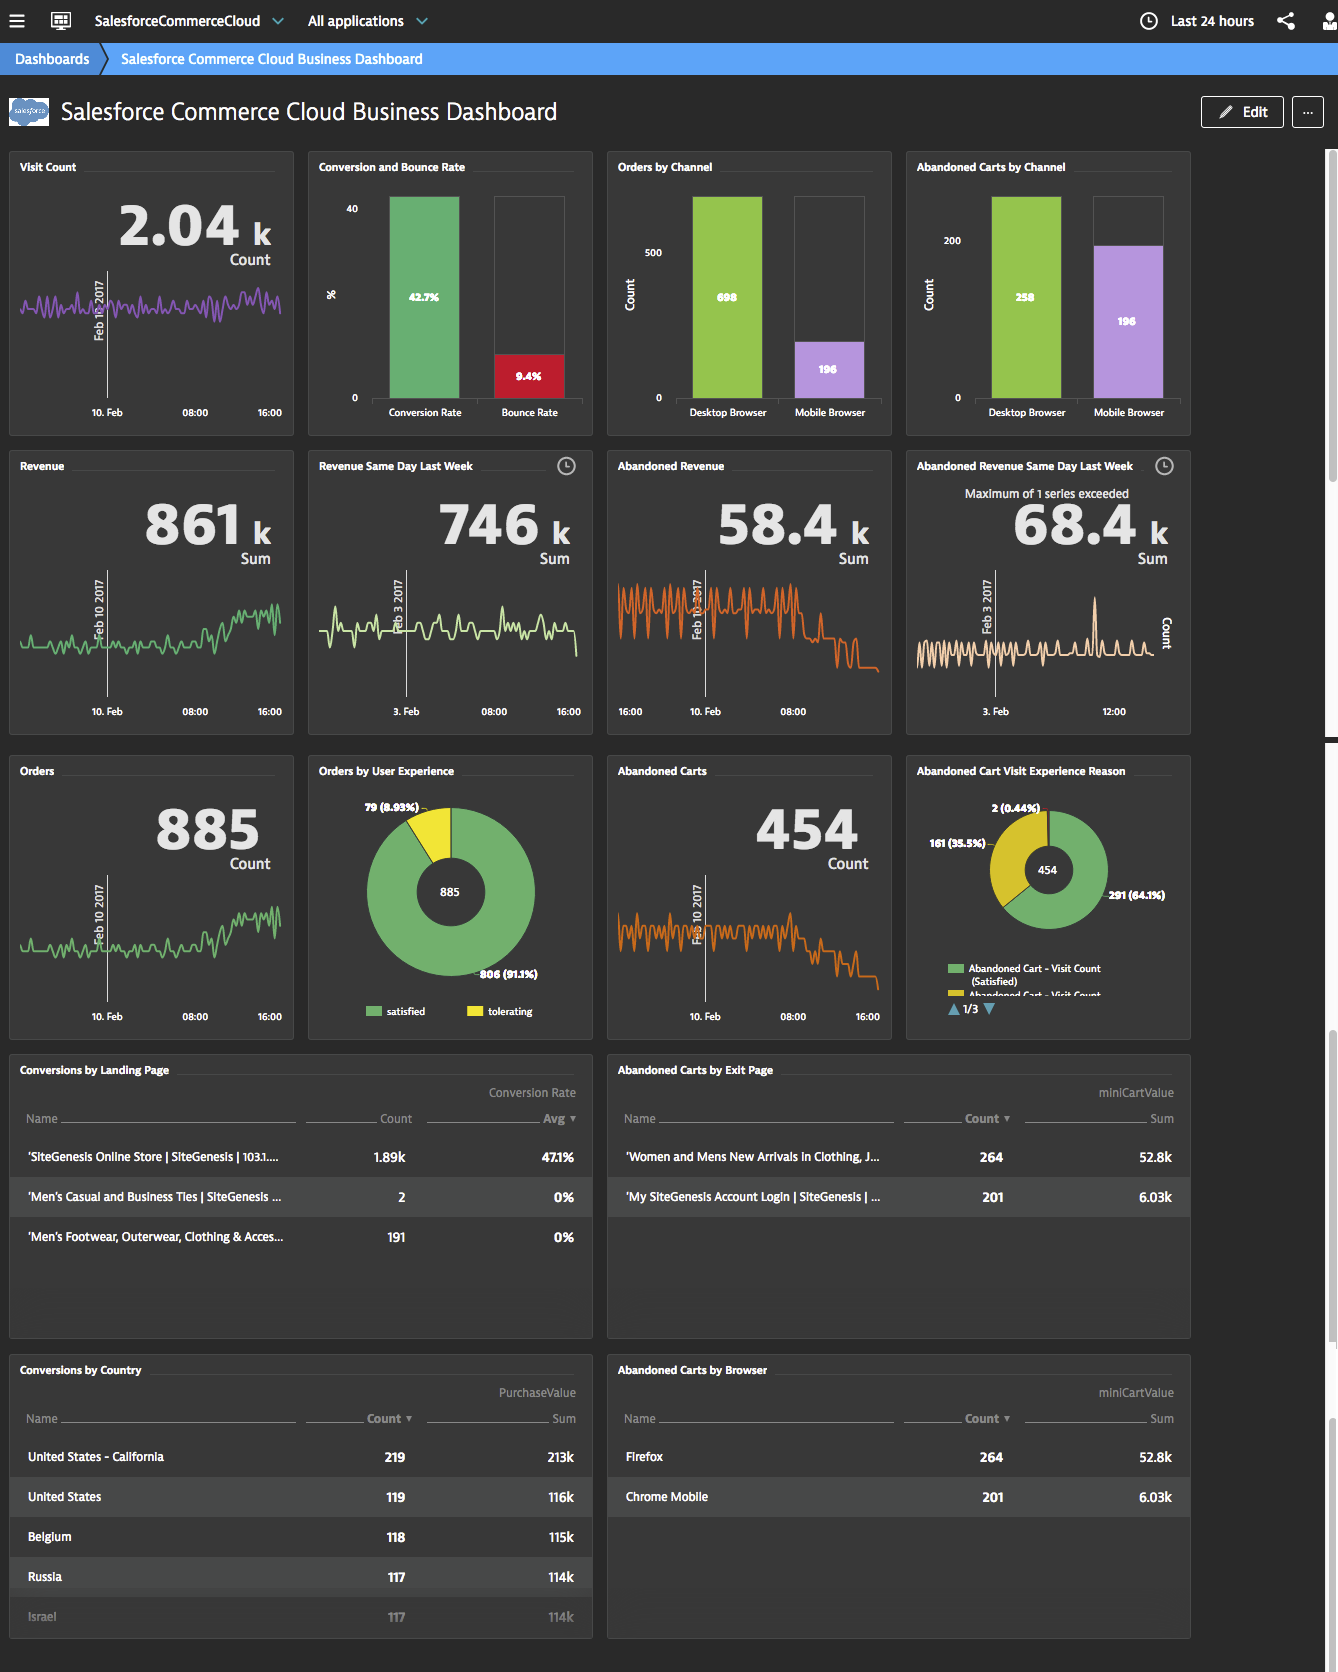 SalesforceCommerceCloud
All applications
Last 24 hours
Dashboards
Salesforce Commerce Cloud Business Dashboard
salesforce
Salesforce Commerce Cloud Business Dashboard
Edit
...
Visit Count
2.04 k
Count
Feb 10 2017
10. Feb 08:00 16:00
Conversion and Bounce Rate
40
%
0
42.7%
9.4%
Conversion Rate Bounce Rate
Orders by Channel
500
Count
0
698
196
Desktop Browser Mobile Browser
Abandoned Carts by Channel
200
Count
0
258
196
Desktop Browser Mobile Browser
Revenue
861 k
Sum
Feb 10 2017
10. Feb 08:00 16:00
Revenue Same Day Last Week
746 k
Sum
Feb 3 2017
3. Feb 08:00 16:00
Abandoned Revenue
58.4 k
Sum
Feb 10 2017
16:00 10. Feb 08:00
Abandoned Revenue Same Day Last Week
Maximum of 1 series exceeded
68.4 k
Sum
Feb 3 2017
Count
3. Feb 12:00
Orders
885
Count
Feb 10 2017
10. Feb 08:00 16:00
Orders by User Experience
79 (8.93%)
885
806 (91.1%)
satisfied tolerating
Abandoned Carts
454
Count
Feb 10 2017
10. Feb 08:00 16:00
Abandoned Cart Visit Experience Reason
2 (0.44%)
161 (35.5%)
454
291 (64.1%)
Abandoned Cart - Visit Count
(Satisfied)
Abandoned Cart - Visit Count
1/3
Conversions by Landing Page
Conversion Rate
Name Count Avg ▼
'SiteGenesis Online Store | SiteGenesis | 103.1.... 1.89k 47.1%
'Men's Casual and Business Ties | SiteGenesis ... 2 0%
'Men's Footwear, Outerwear, Clothing & Acces... 191 0%
Abandoned Carts by Exit Page
miniCartValue
Name Count ▼ Sum
'Women and Mens New Arrivals in Clothing, J... 264 52.8k
'My SiteGenesis Account Login | SiteGenesis | ... 201 6.03k
Conversions by Country
PurchaseValue
Name Count ▼ Sum
United States - California 219 213k
United States 119 116k
Belgium 118 115k
Russia 117 114k
Israel 117 114k
Abandoned Carts by Browser
miniCartValue
Name Count ▼ Sum
Firefox 264 52.8k
Chrome Mobile 201 6.03k